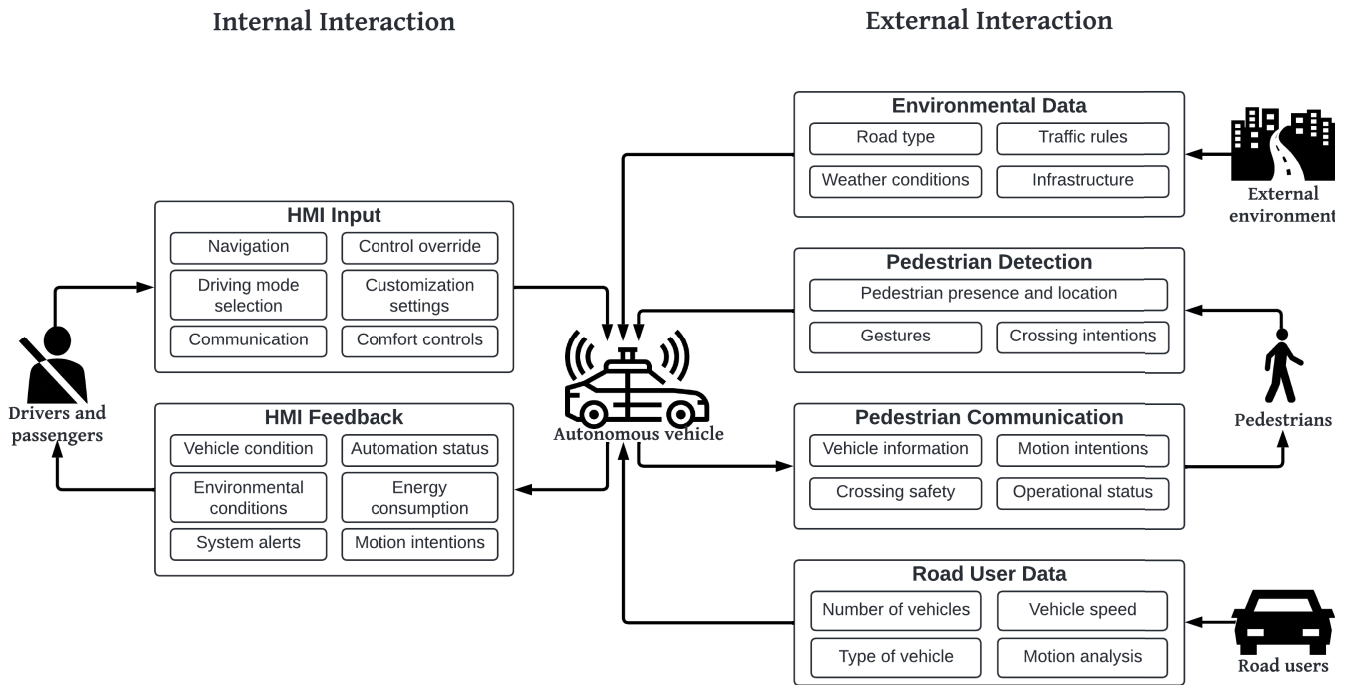 Internal Interaction
External Interaction
HMI Input
Navigation
Control override
Driving mode
selection
Customization
settings
Communication
Comfort controls
Drivers and
passengers
HMI Feedback
Vehicle condition
Automation status
Environmental
conditions
Energy
consumption
System alerts
Motion intentions
Autonomous vehicle
Environmental Data
Road type
Traffic rules
Weather conditions
Infrastructure
External
environment
Pedestrian Detection
Pedestrian presence and location
Gestures
Crossing intentions
Pedestrian Communication
Vehicle information
Motion intentions
Crossing safety
Operational status
Pedestrians
Road User Data
Number of vehicles
Vehicle speed
Type of vehicle
Motion analysis
Road users